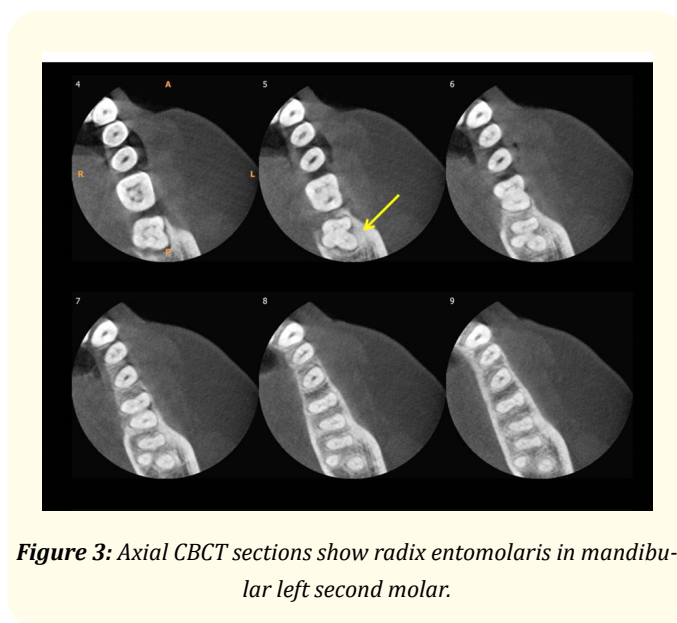 4 A 5 6
R L
P
7 8 9
Figure 3: Axial CBCT sections show radix entomolaris in mandibu-
lar left second molar.